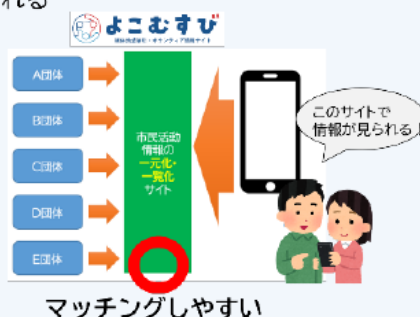 れる
よこむすび
A団体
B団体
C団体
D団体
E団体
市民活動
情報の
一元化・
一覧化
サイト
このサイトで
情報が見られる！
マッチングしやすい